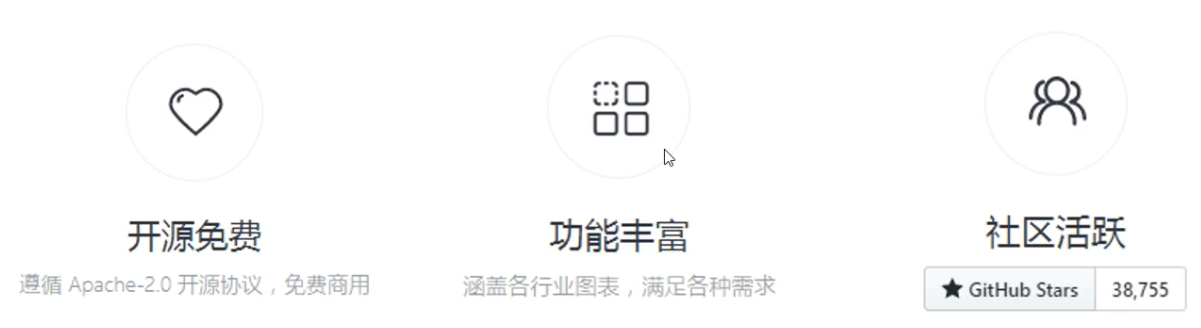 开源免费
遵循 Apache-2.0 开源协议，免费商用
功能丰富
涵盖各行业图表，满足各种需求
社区活跃
GitHub Stars 38,755